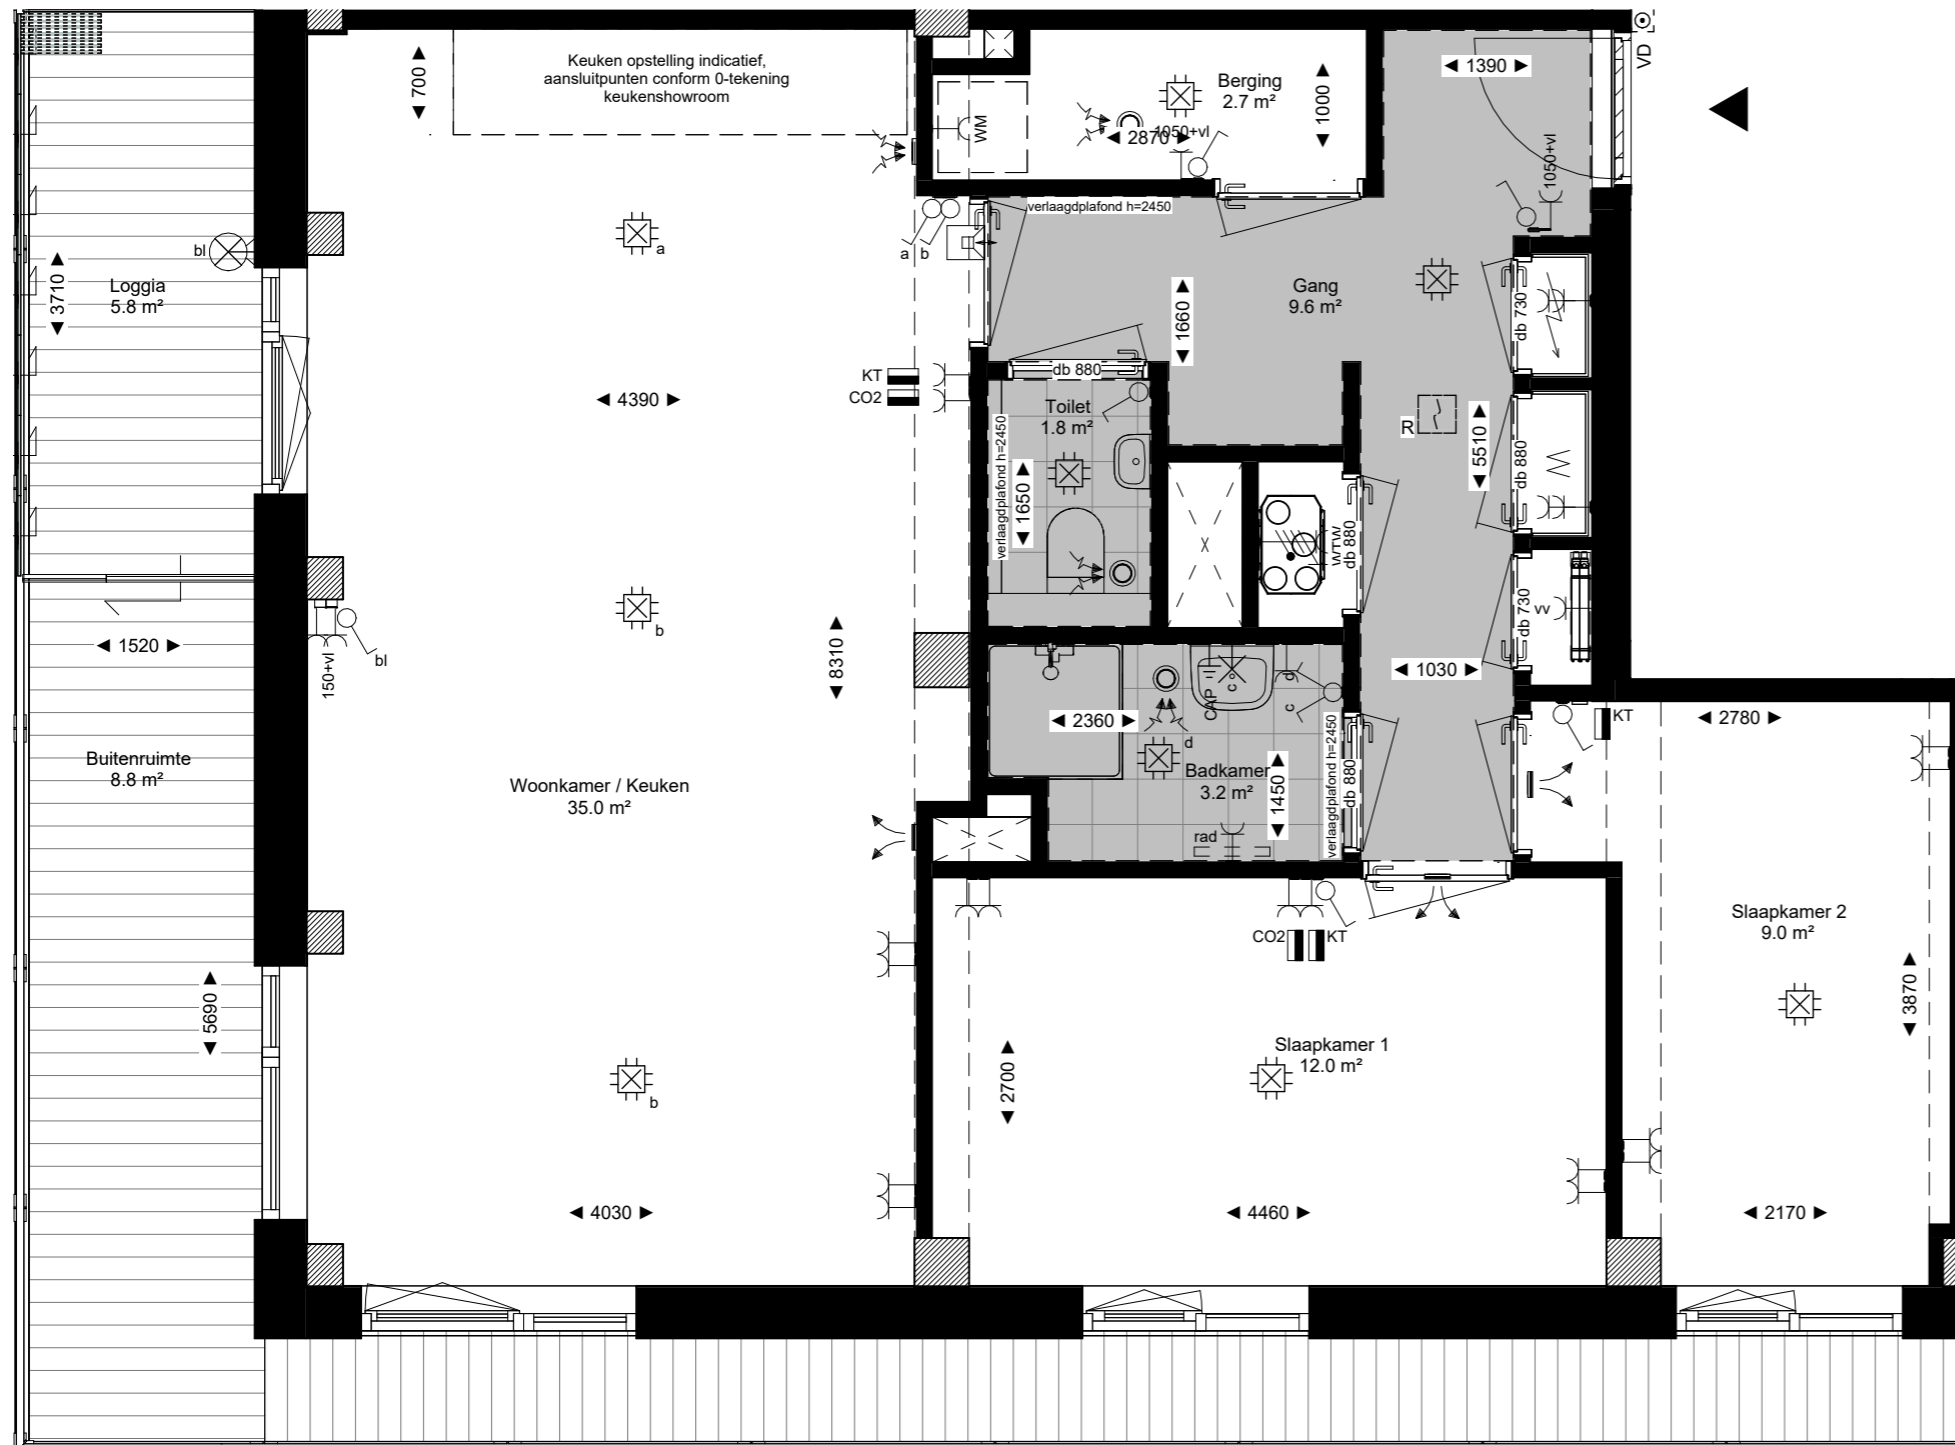 Keuken opstelling indicatief,
aansluitpunten conform 0-tekening
keukenshowroom
700
Berging
2.7 m²
1000
1390
VD
WM
2870
1050+vl
1050+vl
verlaagdplafond h=2450
a
a b
bl
Loggia
5.8 m²
3710
Gang
9.6 m²
1660
db 730
KT
CO2
4390
db 880
Toilet
1.8 m²
verlaagdplafond h=2450
1650
R
5510
db 880
WTW
db 880
b
db 730
vv
1520
150+vl
bl
8310
1030
2360
CAP
c
d
c
d
Badkamer
3.2 m²
1450
verlaagdplafond h=2450
db 880
rad
KT
2780
Buitenruimte
8.8 m²
Woonkamer / Keuken
35.0 m²
CO2
KT
Slaapkamer 2
9.0 m²
5690
3870
Slaapkamer 1
12.0 m²
2700
b
4030
4460
2170